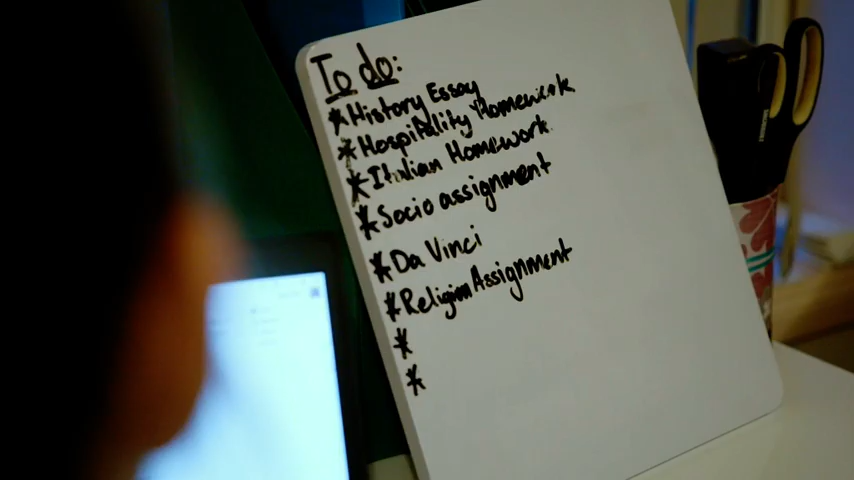 To do:
* History Essay
* Hospitality Homework
* Italian Homework
* Socio assignment
* Da Vinci
* Religion Assignment
*
*